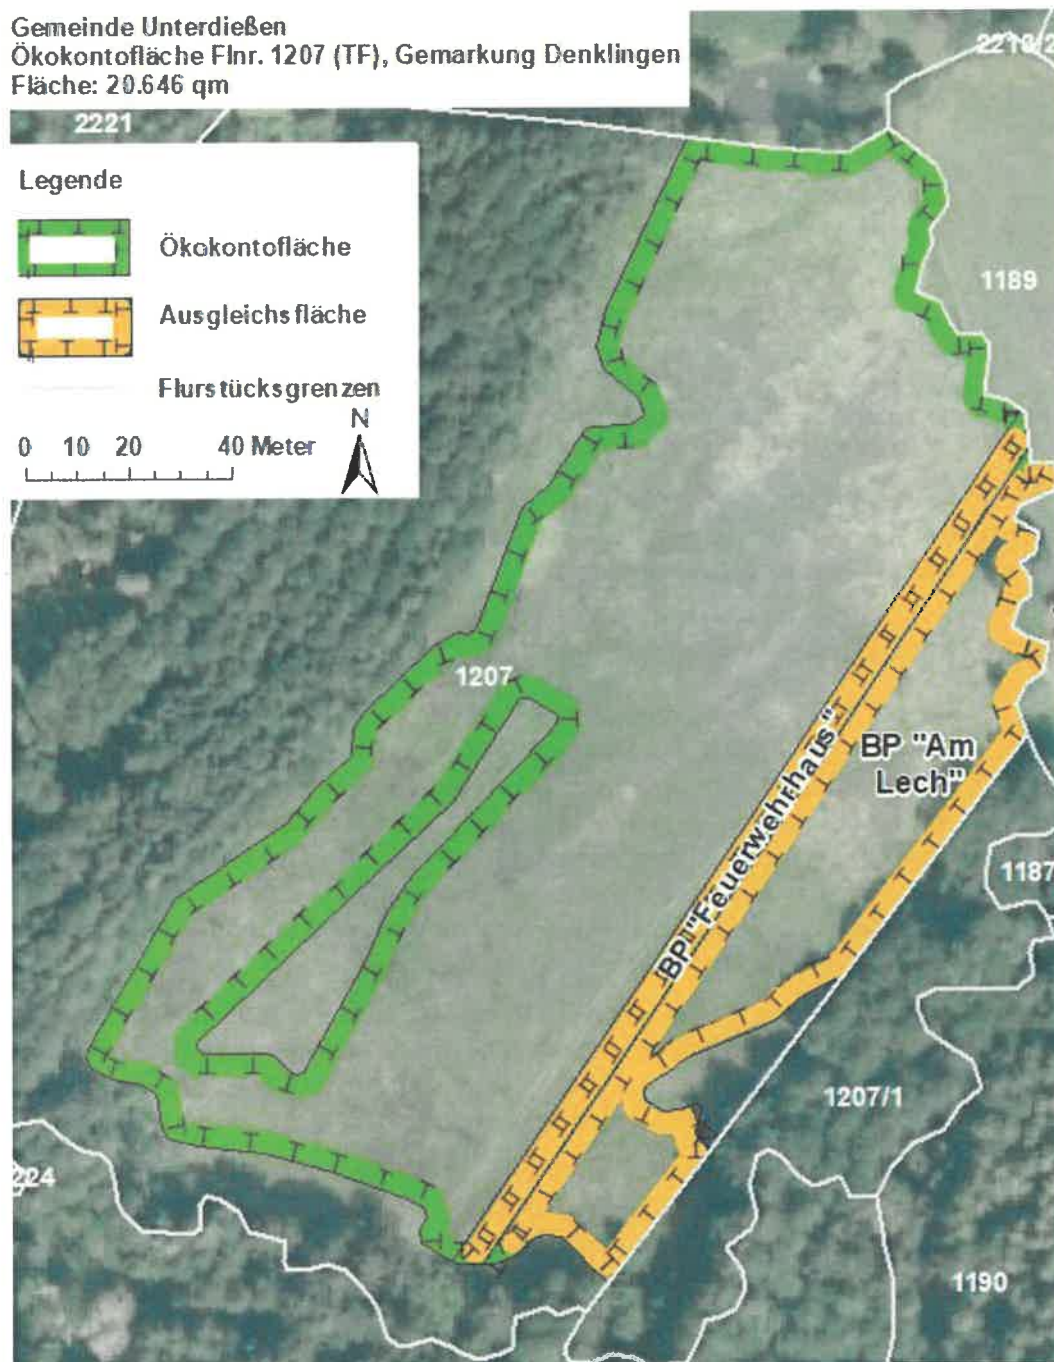 Gemeinde Unterdießen
Ökokontofläche Flnr. 1207 (TF), Gemarkung Denklingen
Fläche: 20.646 qm
2221
Legende
Ökokontofläche
Ausgleichsfläche
Flurstücksgrenzen
N
0 10 20 40 Meter
1189
1207
BP "Am
Lech"
BP "Feuerwehrhaus"
1187
1207/1
1190